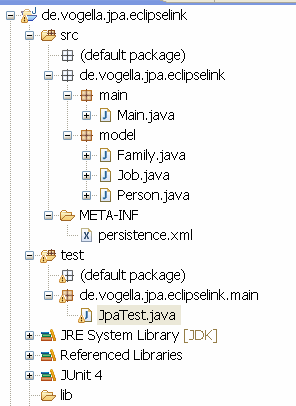 de.vogella.jpa.eclipselink
src
(default package)
de.vogella.jpa.eclipselink
main
Main.java
model
Family.java
Job.java
Person.java
META-INF
persistence.xml
test
(default package)
de.vogella.jpa.eclipselink.main
JpaTest.java
JRE System Library [JDK]
Referenced Libraries
JUnit 4
lib